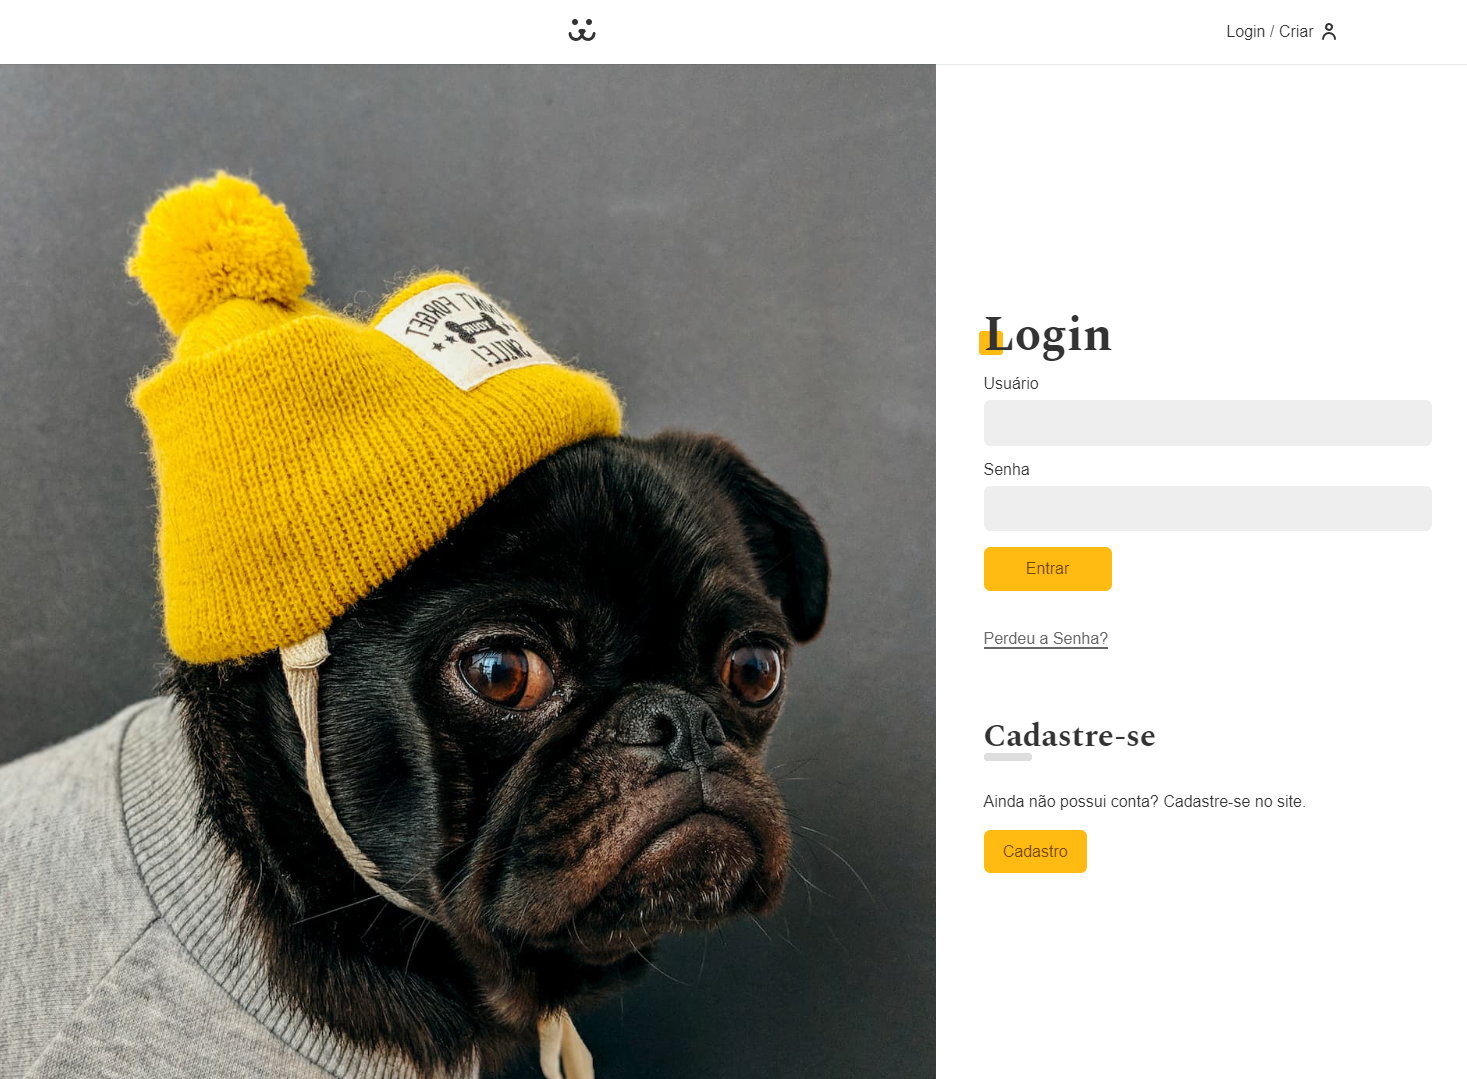 Login / Criar
DON'T FORGET
YOUR
SMILE!
Login
Usuário
Senha
Entrar
Perdeu a Senha?
Cadastre-se
Ainda não possui conta? Cadastre-se no site.
Cadastro